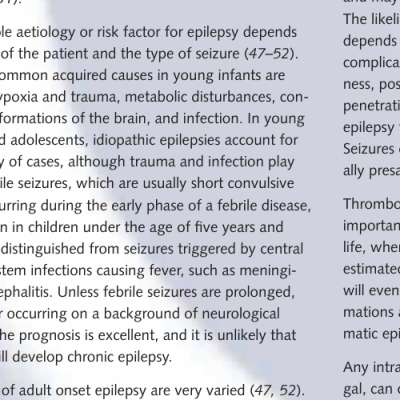 le aetiology or risk factor for epilepsy depends
of the patient and the type of seizure (47–52).
ommon acquired causes in young infants are
ypoxia and trauma, metabolic disturbances, con-
formations of the brain, and infection. In young
d adolescents, idiopathic epilepsies account for
y of cases, although trauma and infection play
ile seizures, which are usually short convulsive
urring during the early phase of a febrile disease,
n in children under the age of five years and
distinguished from seizures triggered by central
stem infections causing fever, such as meningi-
ephalitis. Unless febrile seizures are prolonged,
r occurring on a background of neurological
he prognosis is excellent, and it is unlikely that
ill develop chronic epilepsy.
of adult onset epilepsy are very varied (47, 52).
The likeli
depends
complica
ness, pos
penetrati
epilepsy
Seizures
ally presa
Thrombo
importan
life, whe
estimated
will even
mations a
matic epi
Any intra
gal, can